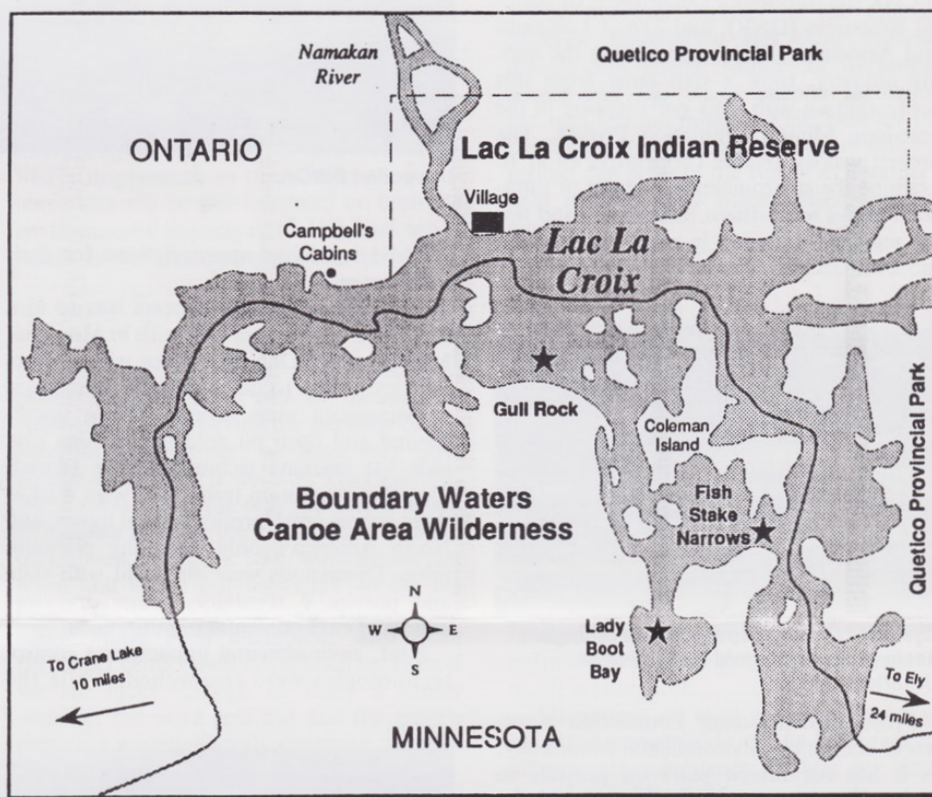 Namakan
River
Quetico Provincial Park
ONTARIO
Lac La Croix Indian Reserve
Village
Campbell's
Cabins
Lac La
Croix
Gull Rock
Coleman
Island
Quetico Provincial Park
Boundary Waters
Canoe Area Wilderness
Fish
Stake
Narrows
N
W
E
S
Lady
Boot
Bay
To Crane Lake
10 miles
To Ely
24 miles
MINNESOTA